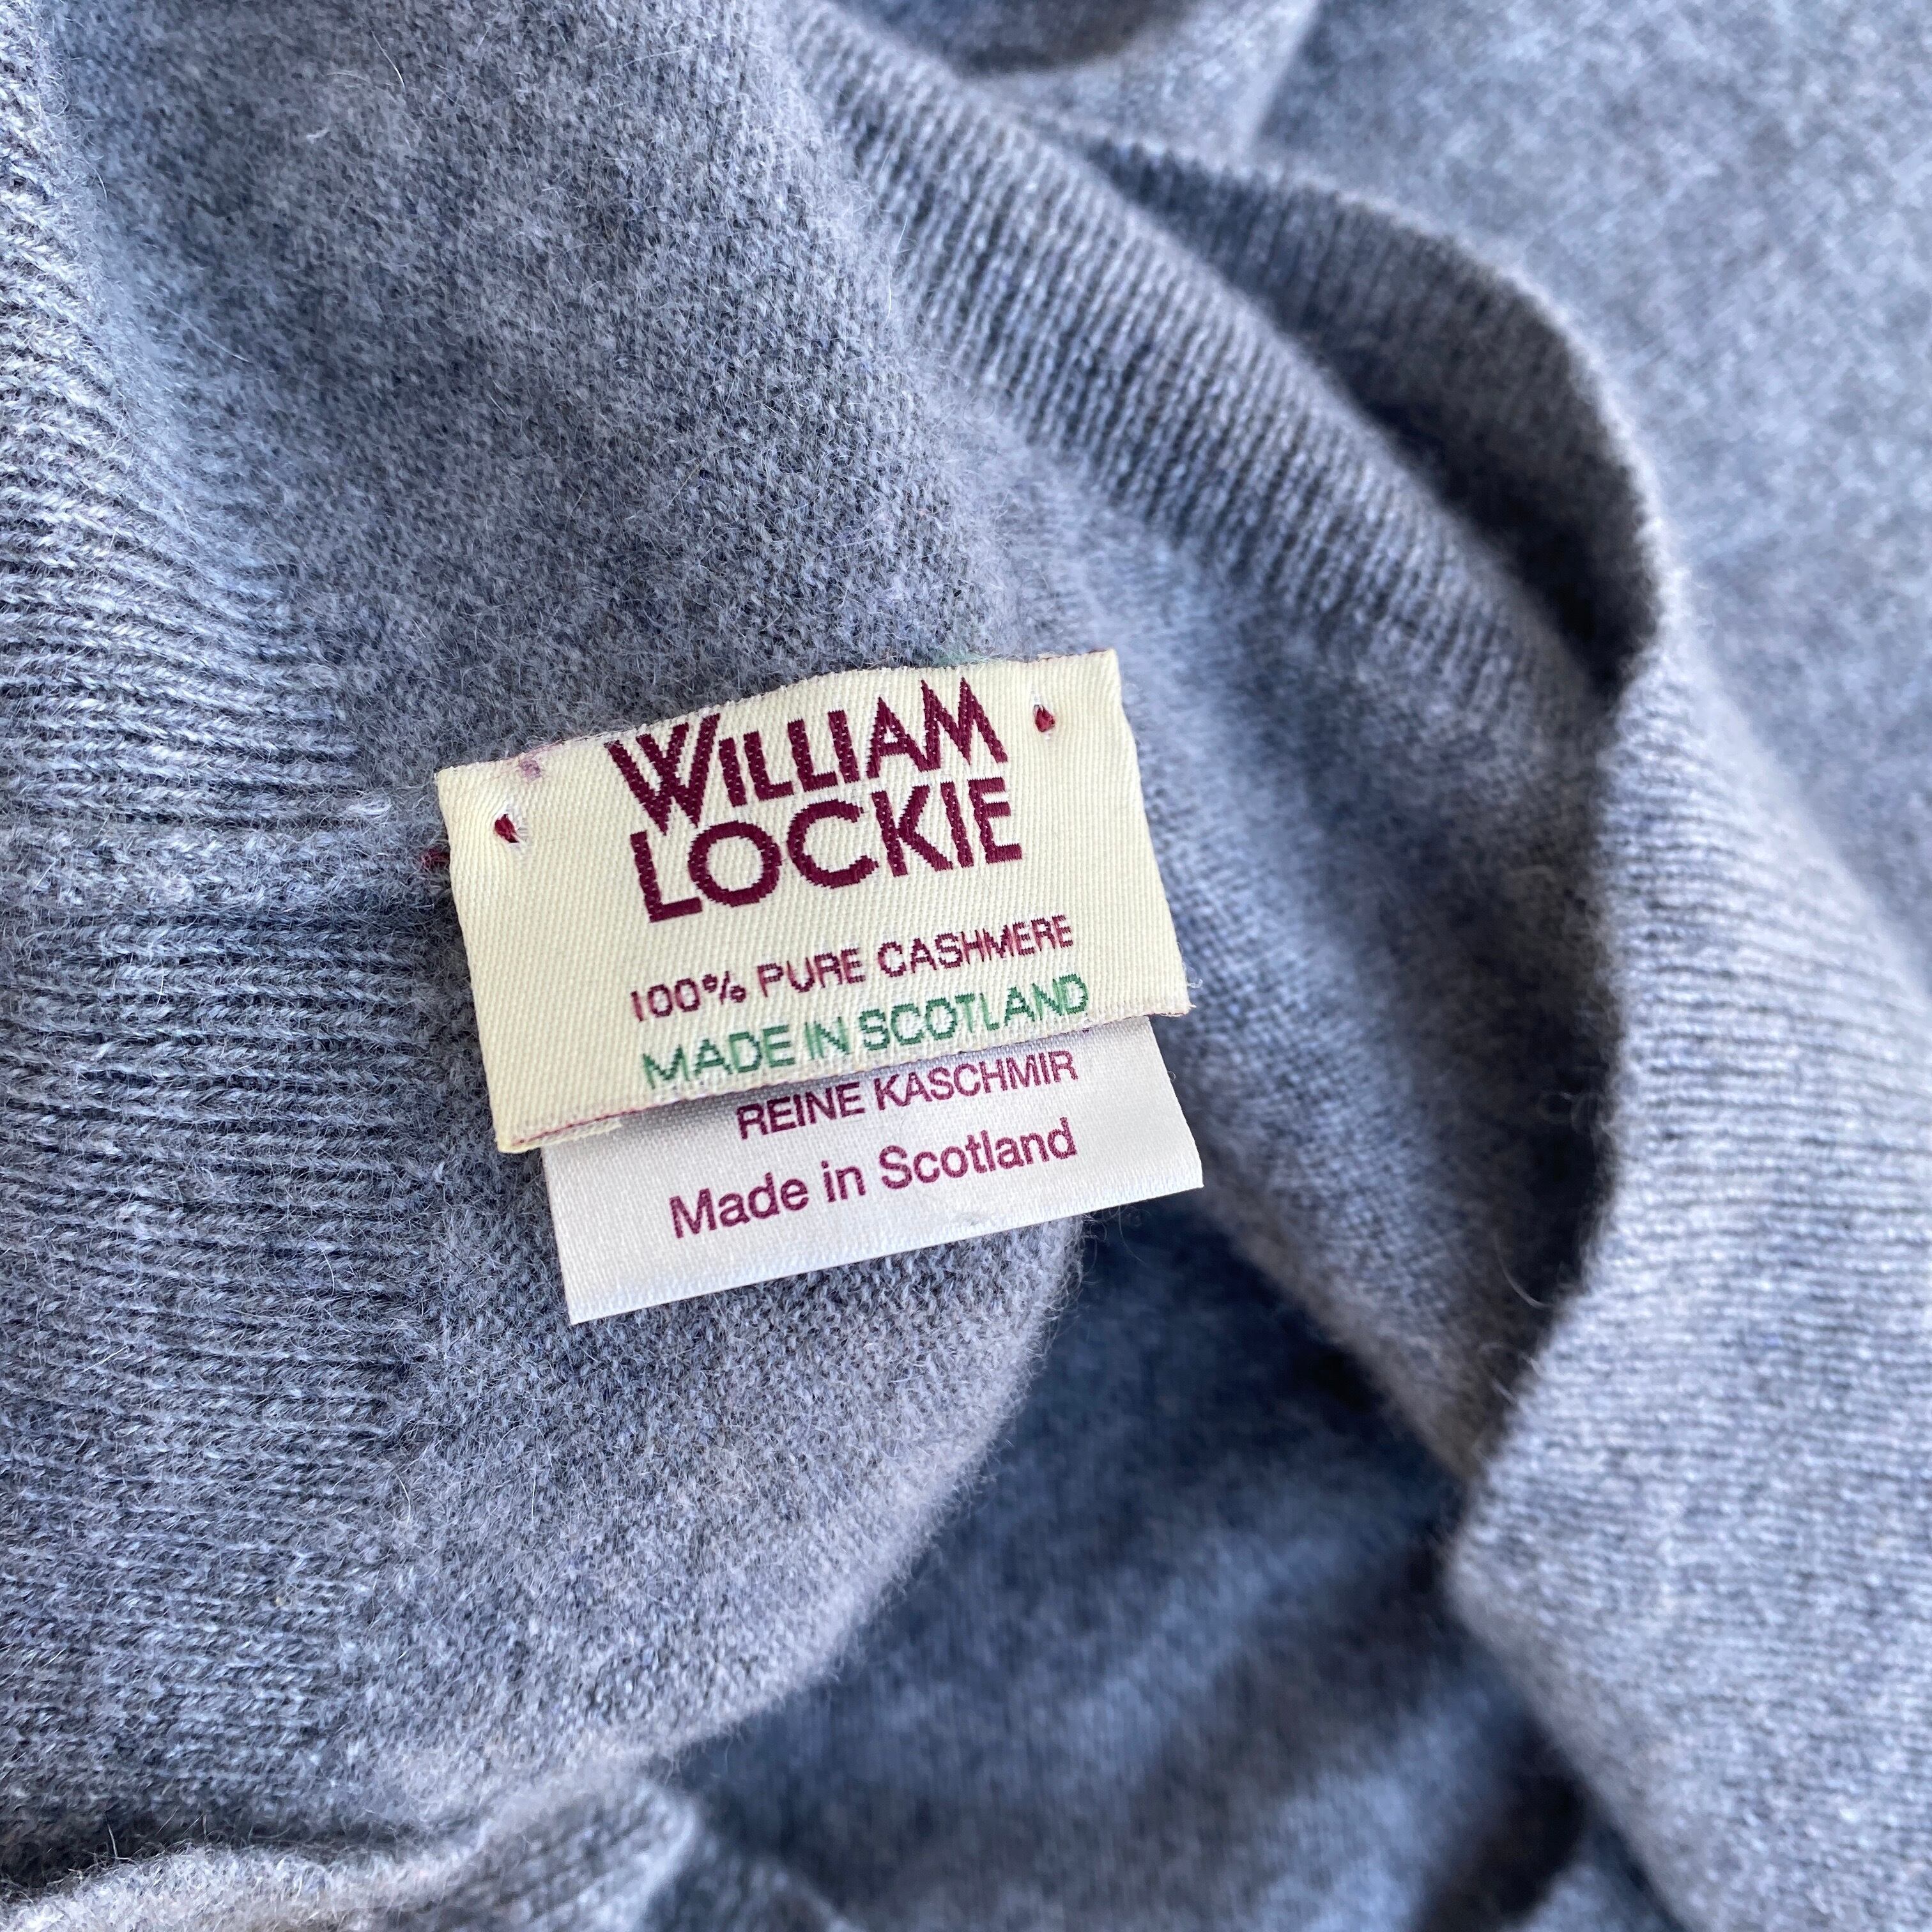 WILLIAM
LOCKIE
100% PURE CASHMERE
MADE IN SCOTLAND
REINE KASCHMIR
Made in Scotland